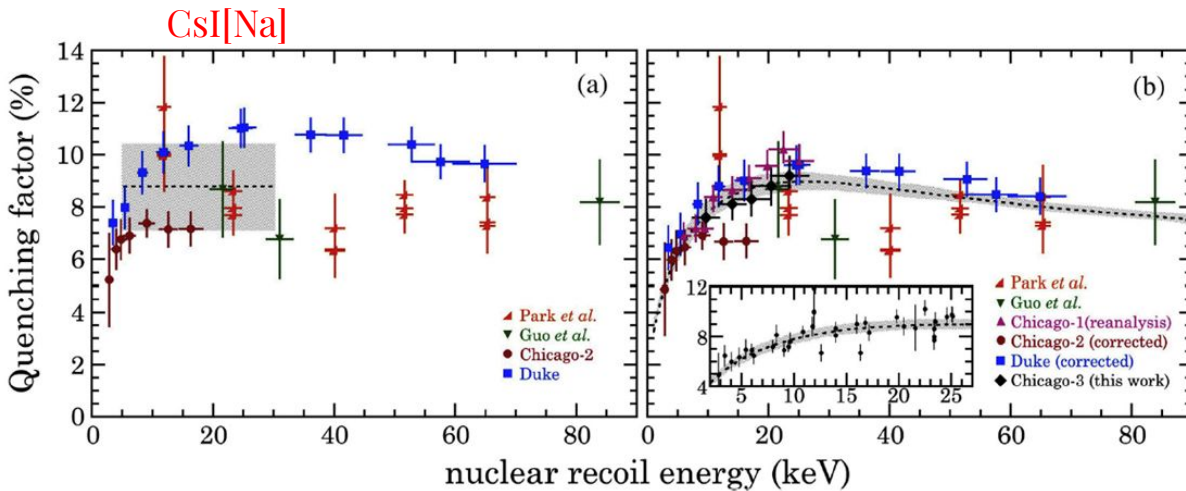 CsI[Na]
Quenching factor (%)
14
12
10
8
6
4
2
0
(a)
Park et al.
Guo et al.
Chicago-2
Duke
0
20
40
60
80
(b)
Park et al.
Guo et al.
Chicago-1(reanalysis)
Chicago-2 (corrected)
Duke (corrected)
Chicago-3 (this work)
12
8
4
5
10
15
20
25
0
20
40
60
80
nuclear recoil energy (keV)